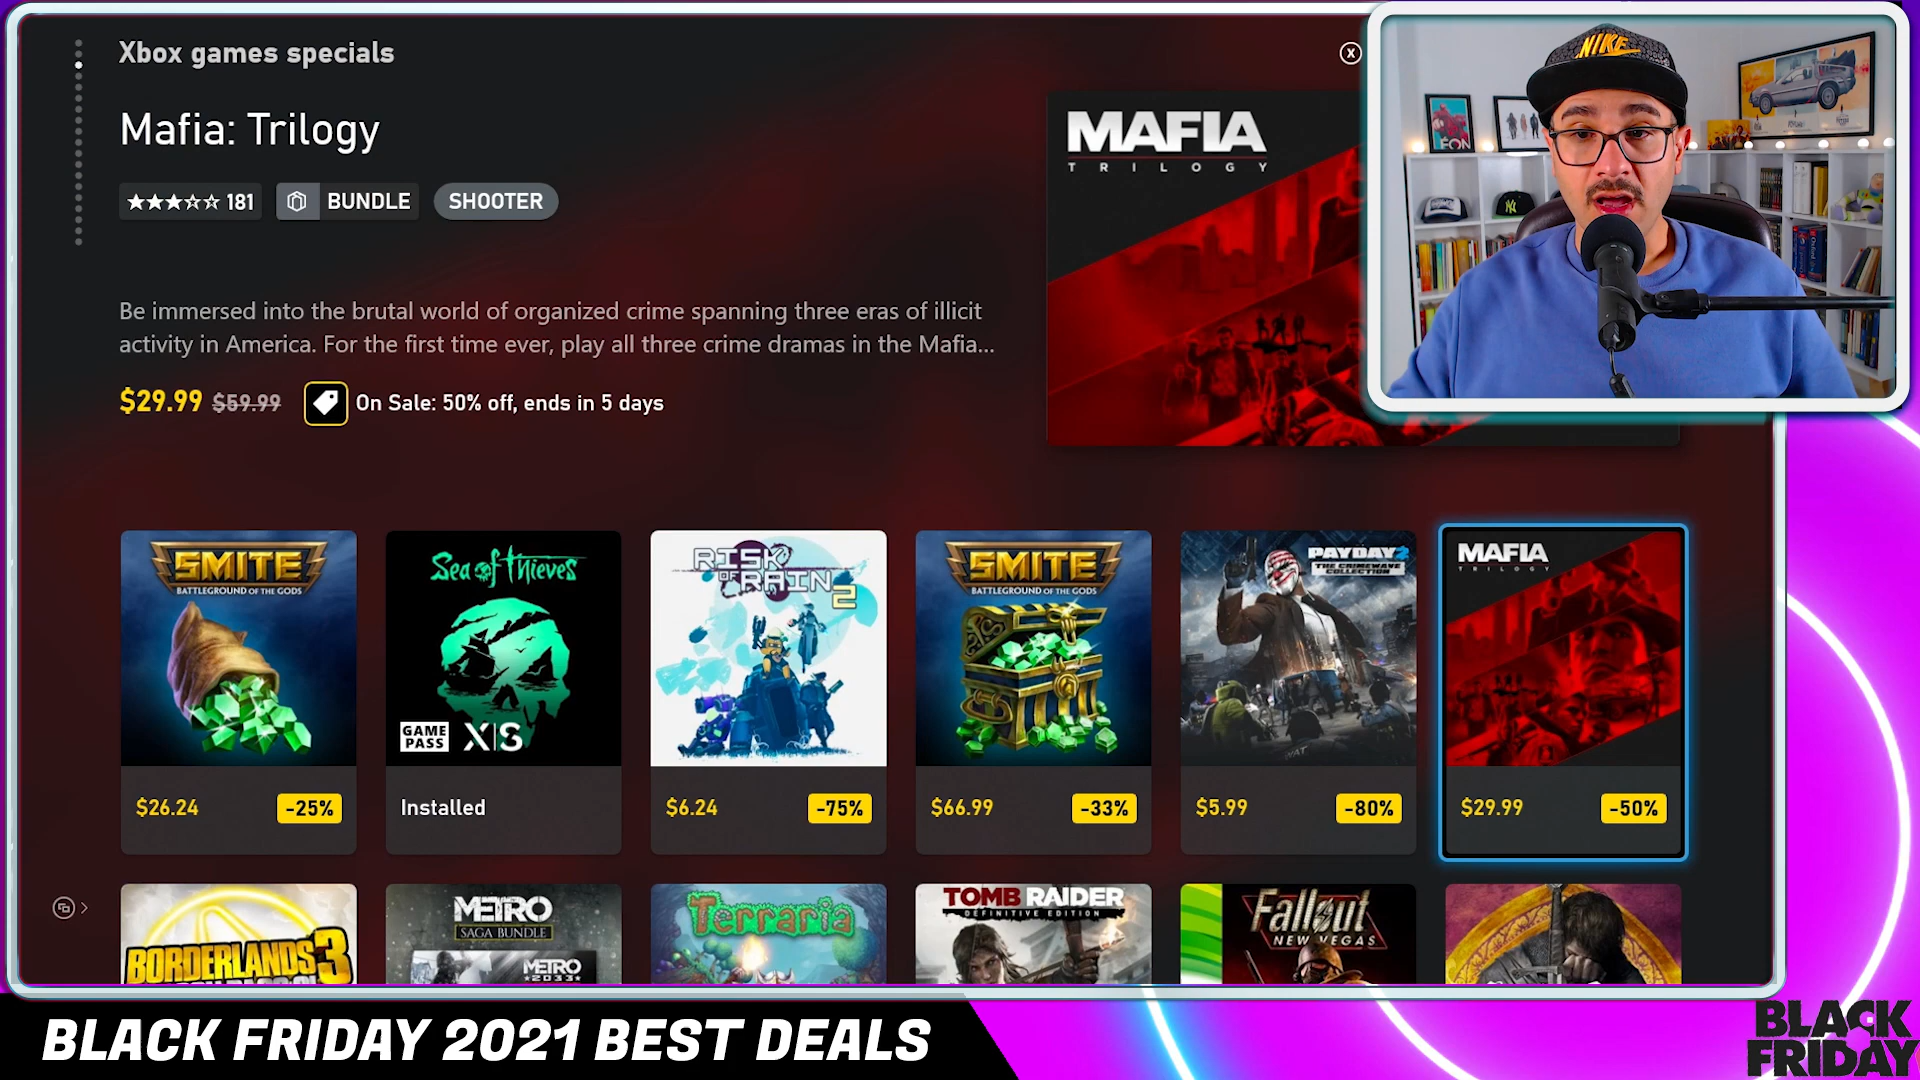 Xbox games specials
X
Mafia: Trilogy
181
BUNDLE
SHOOTER
Be immersed into the brutal world of organized crime spanning three eras of illicit
activity in America. For the first time ever, play all three crime dramas in the Mafia...
$29.99 $59.99
On Sale: 50% off, ends in 5 days
MAFIA
TRILOGY
NIKE
SMITE
BATTLEGROUND OF THE GODS
$26.24 -25%
Sea of Thieves
GAME
PASS
X|S
Installed
RISK
OF RAIN
2
$6.24 -75%
SMITE
BATTLEGROUND OF THE GODS
$66.99 -33%
PAYDAY 2
THE CRIMEWAVE
COLLECTION
$5.99 -80%
MAFIA
TRILOGY
$29.99 -50%
BORDERLANDS 3
METRO
SAGA BUNDLE
METRO
2033
Terraria
TOMB RAIDER
DEFINITIVE EDITION
Fallout
NEW VEGAS
BLACK FRIDAY 2021 BEST DEALS
BLACK
FRIDAY